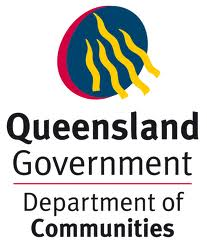 Queensland
Government
Department of
Communities